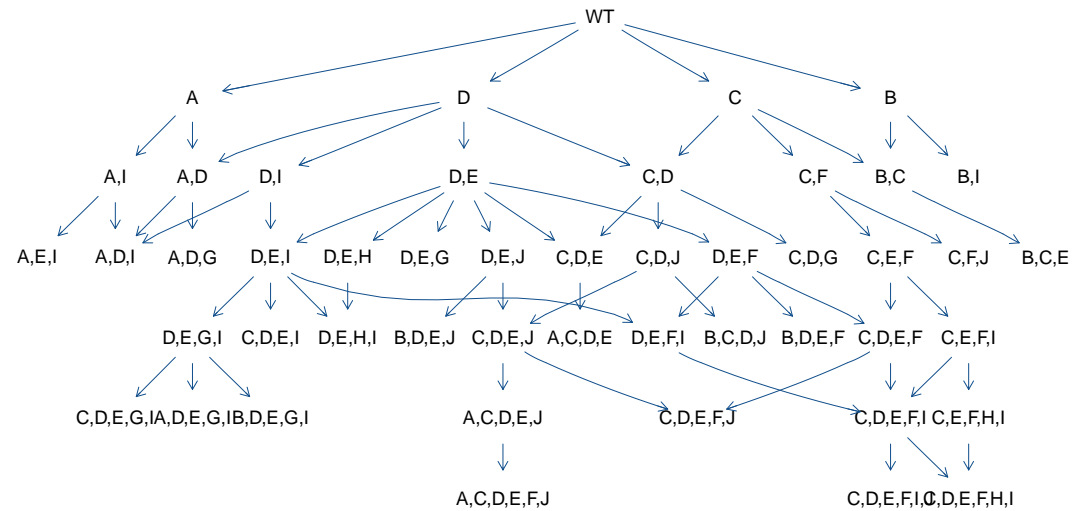 WT
A D C B
A,I A,D D,I D,E C,D C,F B,C B,I
A,E,I A,D,I A,D,G D,E,I D,E,H D,E,G D,E,J C,D,E C,D,J D,E,F C,D,G C,E,F C,F,J B,C,E
D,E,G,I C,D,E,I D,E,H,I B,D,E,J C,D,E,J A,C,D,E D,E,F,I B,C,D,J B,D,E,F C,D,E,F C,E,F,I
C,D,E,G,I A,D,E,G,I B,D,E,G,I A,C,D,E,J C,D,E,F,J C,D,E,F,I C,E,F,H,I
A,C,D,E,F,J C,D,E,F,I,J C,D,E,F,H,I